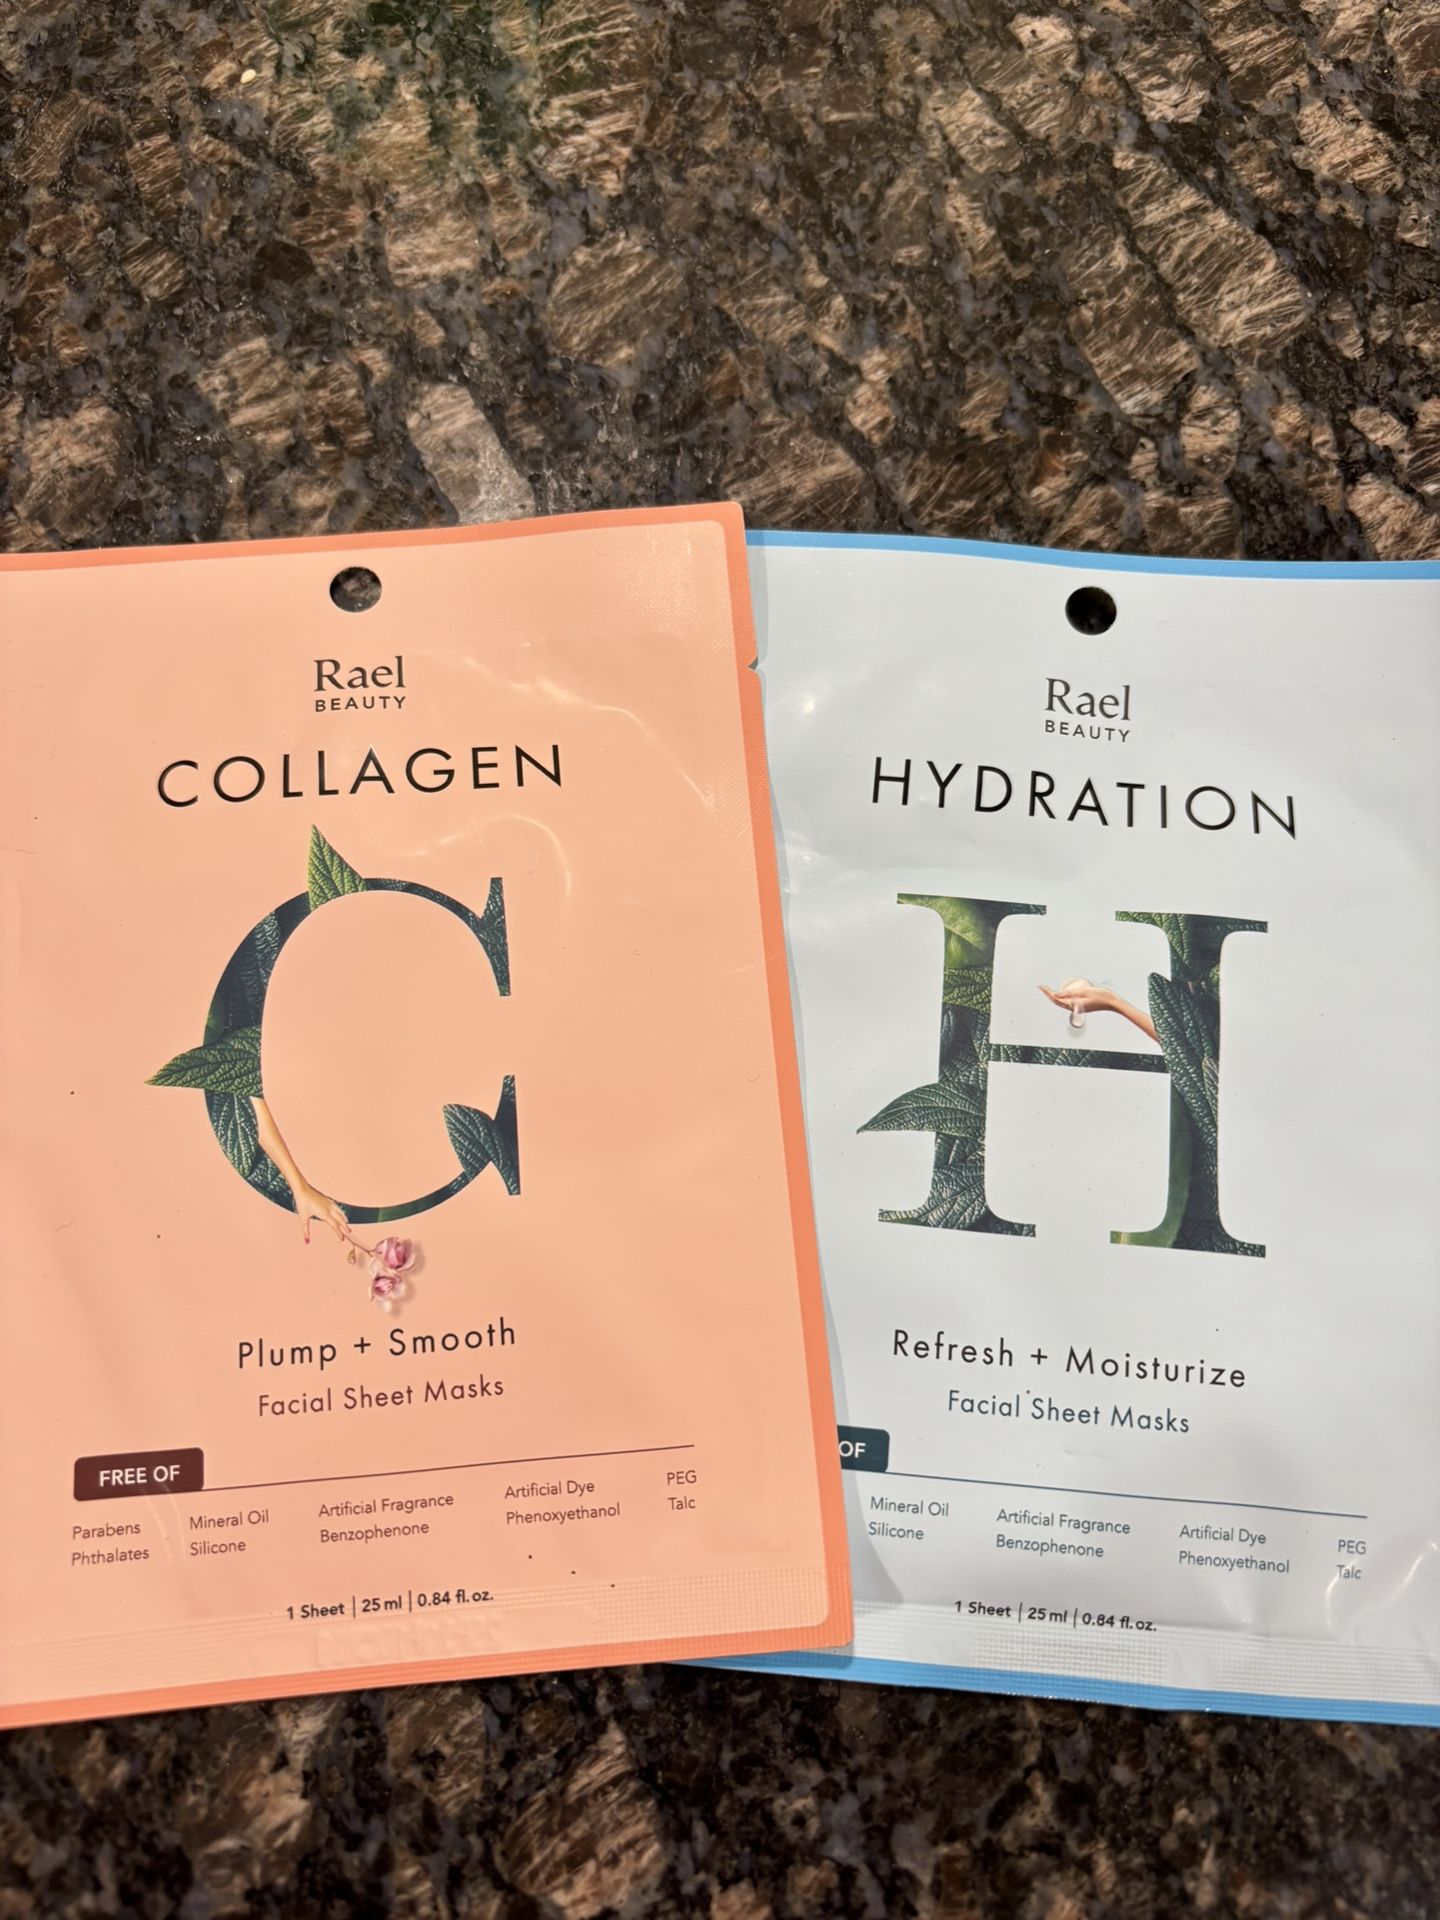 Rael
BEAUTY
COLLAGEN
C
Plump + Smooth
Facial Sheet Masks
FREE OF
Parabens
Phthalates
Mineral Oil
Silicone
Artificial Fragrance
Benzophenone
Artificial Dye
Phenoxyethanol
PEG
Talc
1 Sheet | 25 ml | 0.84 fl. oz.
Rael
BEAUTY
HYDRATION
H
Refresh + Moisturize
Facial Sheet Masks
OF
Mineral Oil
Silicone
Artificial Fragrance
Benzophenone
Artificial Dye
Phenoxyethanol
PEG
Talc
1 Sheet | 25 ml | 0.84 fl. oz.